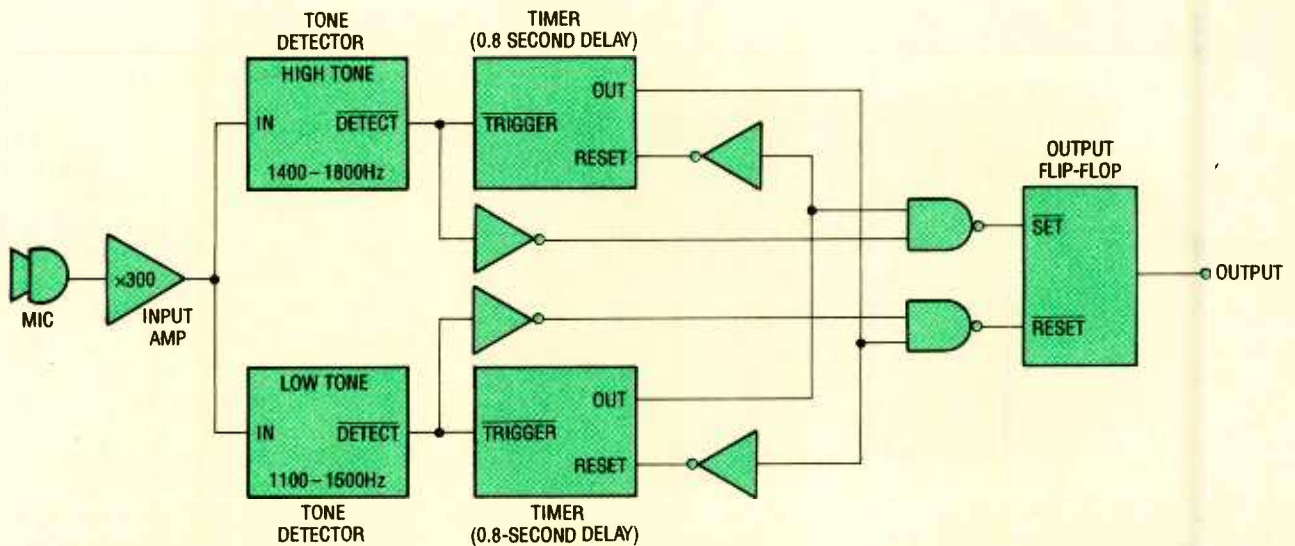 TONE
DETECTOR
HIGH TONE
IN
DETECT
1400–1800Hz
TIMER
(0.8 SECOND DELAY)
OUT
TRIGGER
RESET
OUTPUT
FLIP-FLOP
SET
RESET
OUTPUT
MIC
×300
INPUT
AMP
LOW TONE
IN
DETECT
1100–1500Hz
TONE
DETECTOR
OUT
TRIGGER
RESET
TIMER
(0.8-SECOND DELAY)